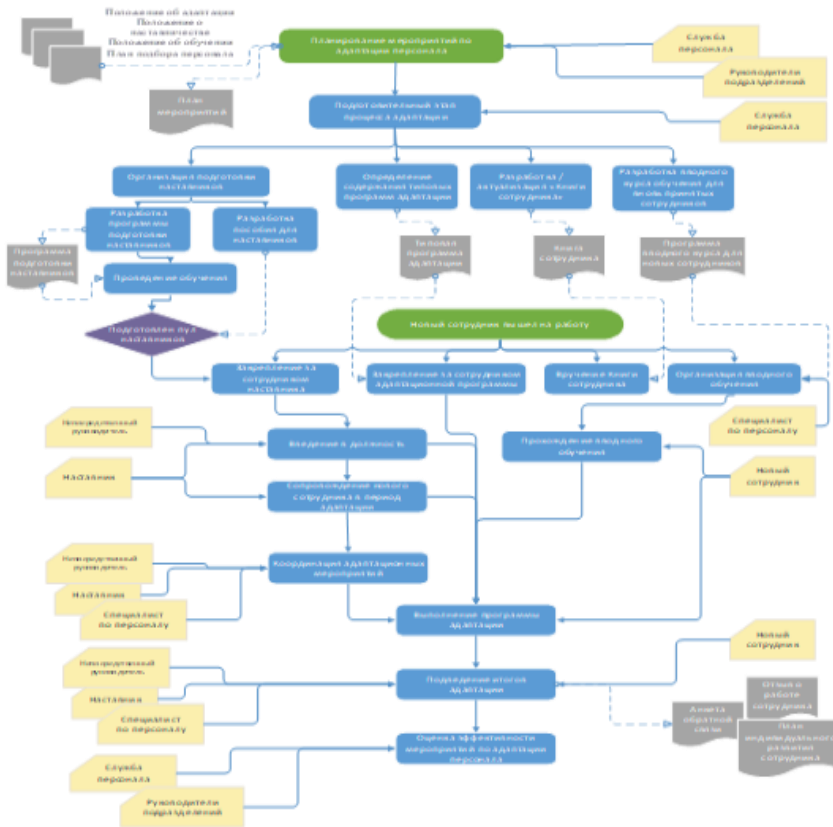 Положение об адаптации
Положение о
наставничестве
Положение об обучении
План подбора персонала
Планирование мероприятий по
адаптации персонала
Служба
персонала
Руководители
подразделений
План
мероприятий
Подготовительный этап
процесса адаптации
Служба
персонала
Организация подготовки
наставников
Определение
содержания типовых
программ адаптации
Разработка /
актуализация «Книги
сотрудника»
Разработка вводного
курса обучения для
вновь принятых
сотрудников
Разработка
программы
подготовки
наставников
Разработка
пособия для
наставников
Программа
подготовки
наставников
Типовая
программа
адаптации
Книга
сотрудника
Программа
вводного курса для
новых сотрудников
Проведение обучения
Подготовлен пул
наставников
Новый сотрудник вышел на работу
Закрепление за
сотрудником
наставника
Закрепление за сотрудником
адаптационной программы
Вручение Книги
сотрудника
Организация вводного
обучения
Непосредственный
руководитель
Специалист
по персоналу
Введение в должность
Прохождение вводного
обучения
Наставник
Новый
сотрудник
Сопровождение нового
сотрудника в период
адаптации
Непосредственный
руководитель
Координация адаптационных
мероприятий
Наставник
Специалист
по персоналу
Выполнение программы
адаптации
Новый
сотрудник
Непосредственный
руководитель
Подведение итогов
адаптации
Наставник
Специалист
по персоналу
Отзыв о
работе
сотрудника
Анкета
обратной
связи
План
индивидуального
развития
сотрудника
Оценка эффективности
мероприятий по адаптации
персонала
Служба
персонала
Руководители
подразделений